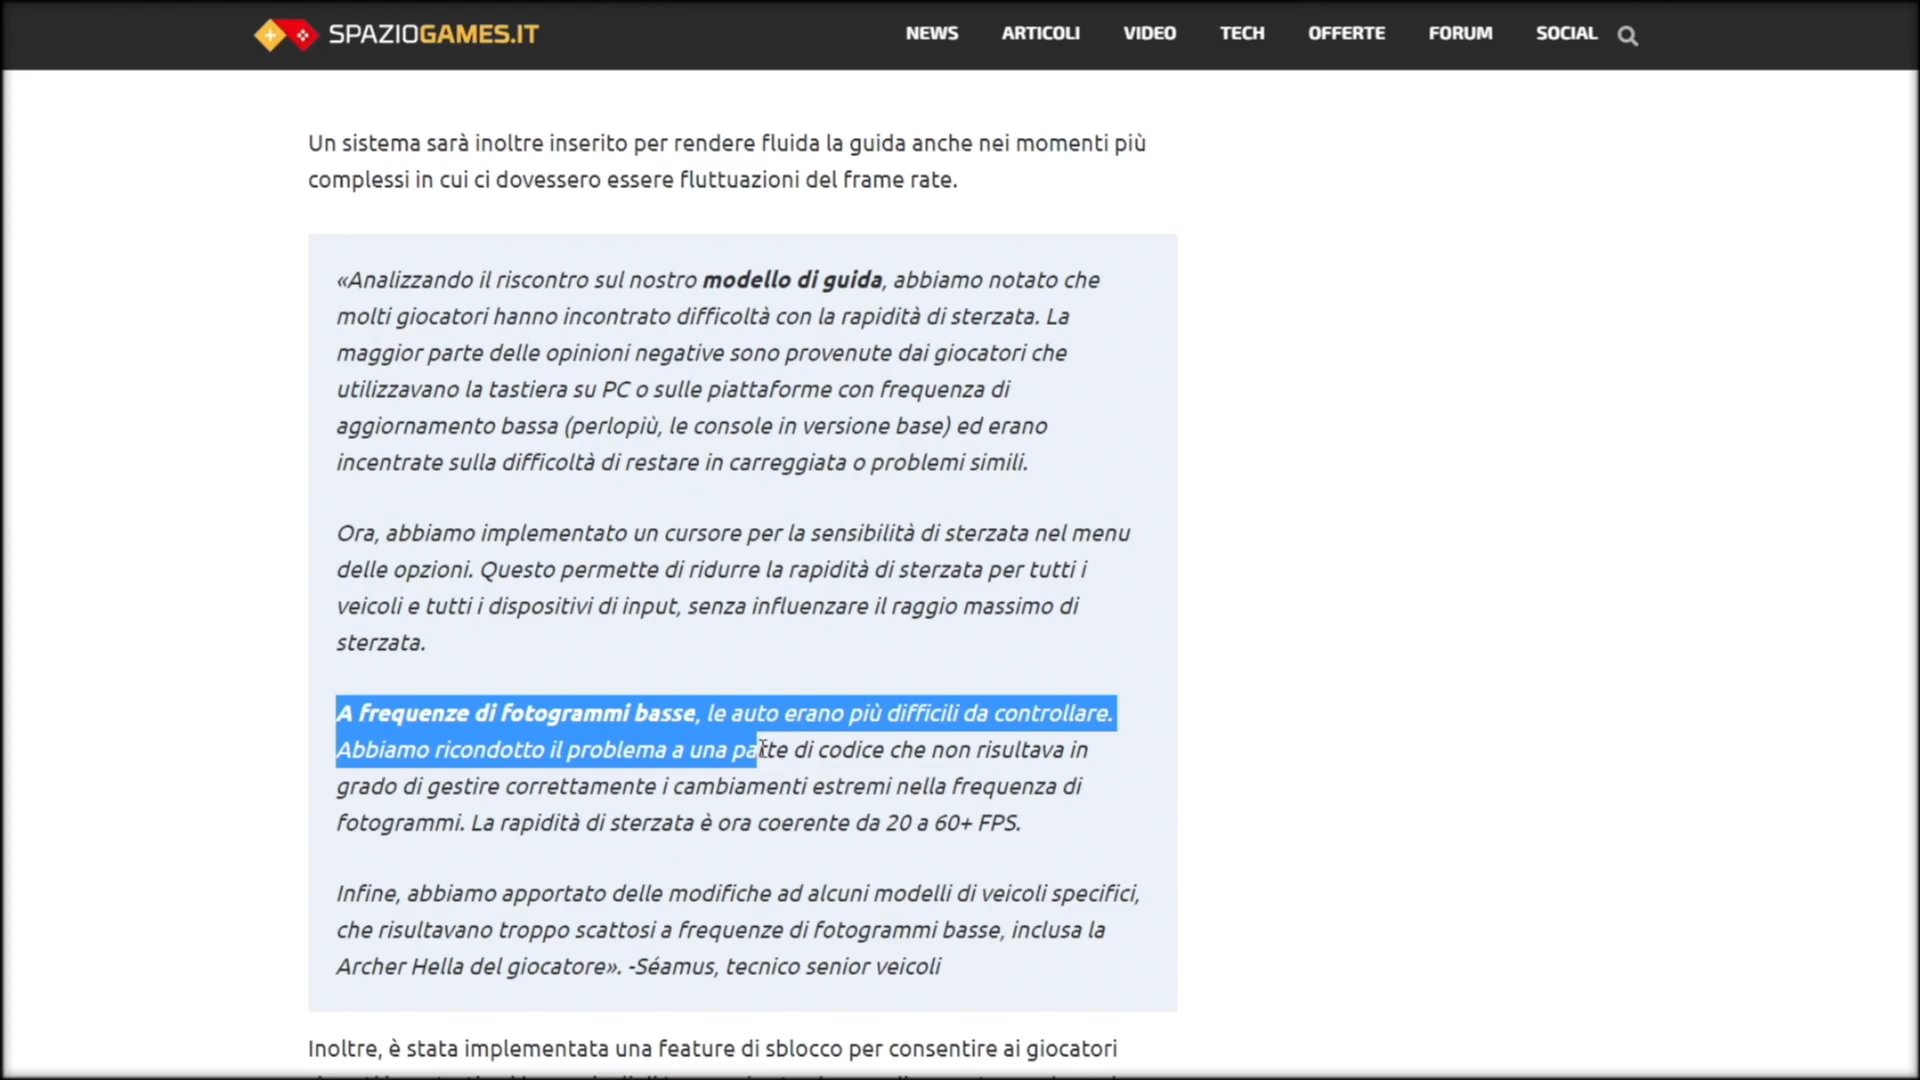 SPAZIOGAMES.IT NEWS ARTICOLI VIDEO TECH OFFERTE FORUM SOCIAL
Un sistema sarà inoltre inserito per rendere fluida la guida anche nei momenti più
complessi in cui ci dovessero essere fluttuazioni del frame rate.
«Analizzando il riscontro sul nostro modello di guida, abbiamo notato che
molti giocatori hanno incontrato difficoltà con la rapidità di sterzata. La
maggior parte delle opinioni negative sono provenute dai giocatori che
utilizzavano la tastiera su PC o sulle piattaforme con frequenza di
aggiornamento bassa (perlopiù, le console in versione base) ed erano
incentrate sulla difficoltà di restare in carreggiata o problemi simili.
Ora, abbiamo implementato un cursore per la sensibilità di sterzata nel menu
delle opzioni. Questo permette di ridurre la rapidità di sterzata per tutti i
veicoli e tutti i dispositivi di input, senza influenzare il raggio massimo di
sterzata.
A frequenze di fotogrammi basse, le auto erano più difficili da controllare.
Abbiamo ricondotto il problema a una parte di codice che non risultava in
grado di gestire correttamente i cambiamenti estremi nella frequenza di
fotogrammi. La rapidità di sterzata è ora coerente da 20 a 60+ FPS.
Infine, abbiamo apportato delle modifiche ad alcuni modelli di veicoli specifici,
che risultavano troppo scattosi a frequenze di fotogrammi basse, inclusa la
Archer Hella del giocatore». -Séamus, tecnico senior veicoli
Inoltre, è stata implementata una feature di sblocco per consentire ai giocatori